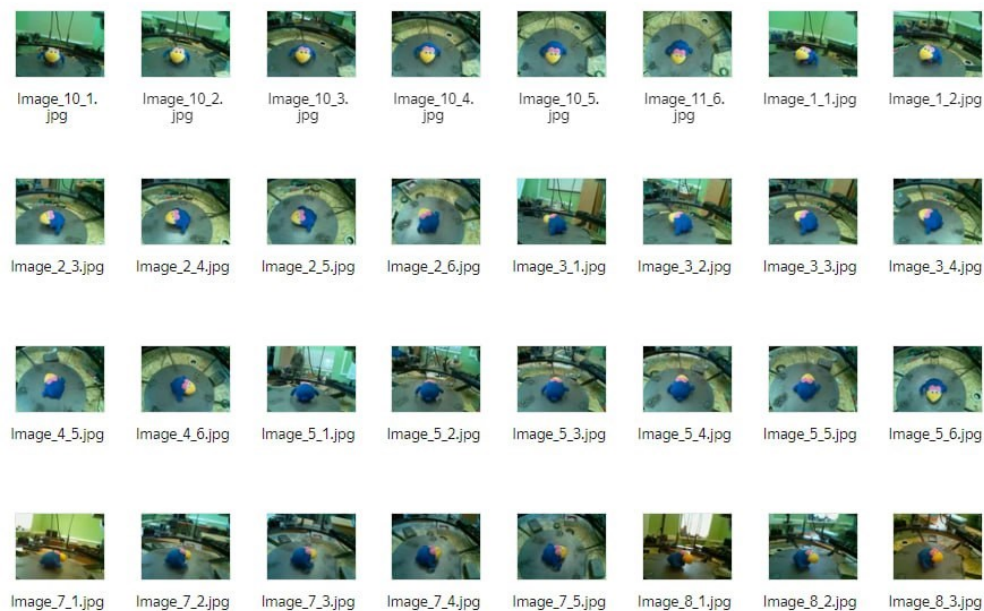 Image_10_1.
jpg
Image_10_2.
jpg
Image_10_3.
jpg
Image_10_4.
jpg
Image_10_5.
jpg
Image_11_6.
jpg
Image_1_1.jpg
Image_1_2.jpg
Image_2_3.jpg
Image_2_4.jpg
Image_2_5.jpg
Image_2_6.jpg
Image_3_1.jpg
Image_3_2.jpg
Image_3_3.jpg
Image_3_4.jpg
Image_4_5.jpg
Image_4_6.jpg
Image_5_1.jpg
Image_5_2.jpg
Image_5_3.jpg
Image_5_4.jpg
Image_5_5.jpg
Image_5_6.jpg
Image_7_1.jpg
Image_7_2.jpg
Image_7_3.jpg
Image_7_4.jpg
Image_7_5.jpg
Image_8_1.jpg
Image_8_2.jpg
Image_8_3.jpg